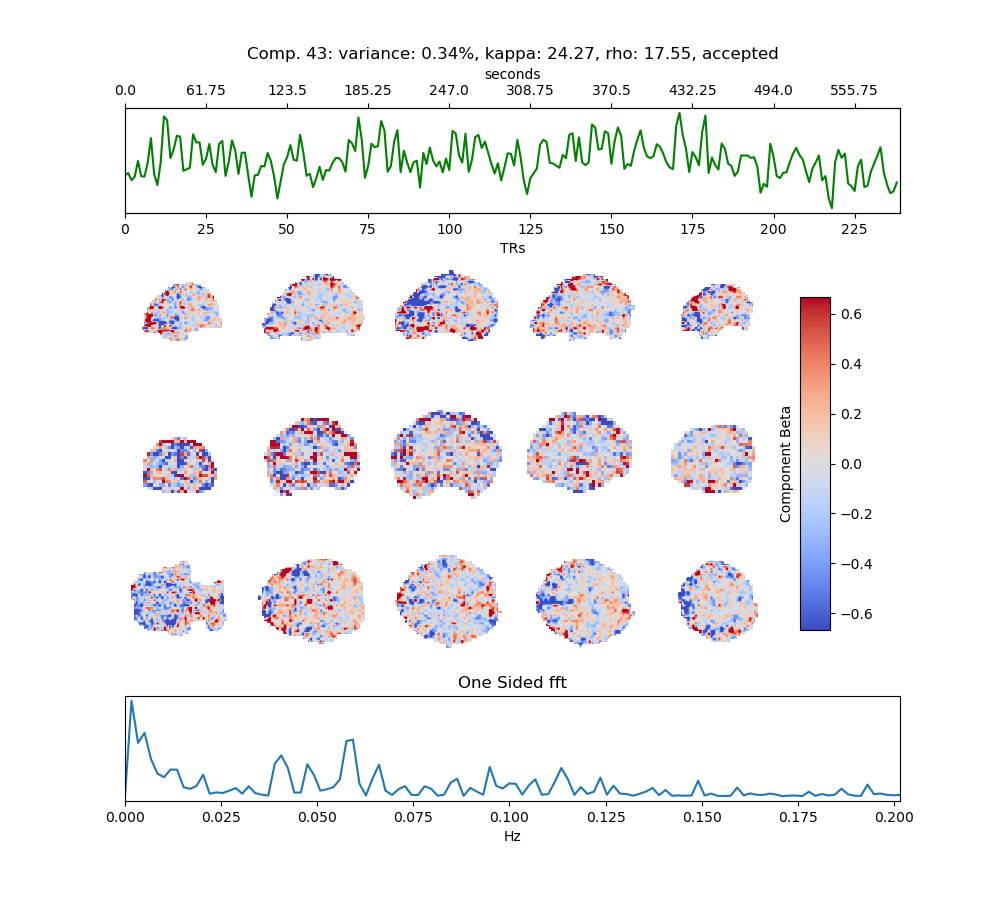 Comp. 43: variance: 0.34%, kappa: 24.27, rho: 17.55, accepted
seconds
0.0 61.75 123.5 185.25 247.0 308.75 370.5 432.25 494.0 555.75
0 25 50 75 100 125 150 175 200 225
TRs
0.6
0.4
0.2
0.0
−0.2
−0.4
−0.6
Component Beta
One Sided fft
0.000 0.025 0.050 0.075 0.100 0.125 0.150 0.175 0.200
Hz